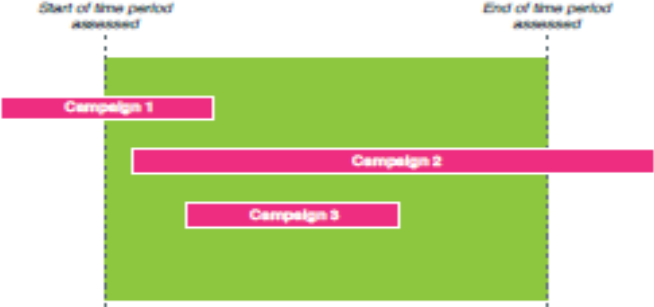 Start of time period
assessed
End of time period
assessed
Campaign 1
Campaign 2
Campaign 3